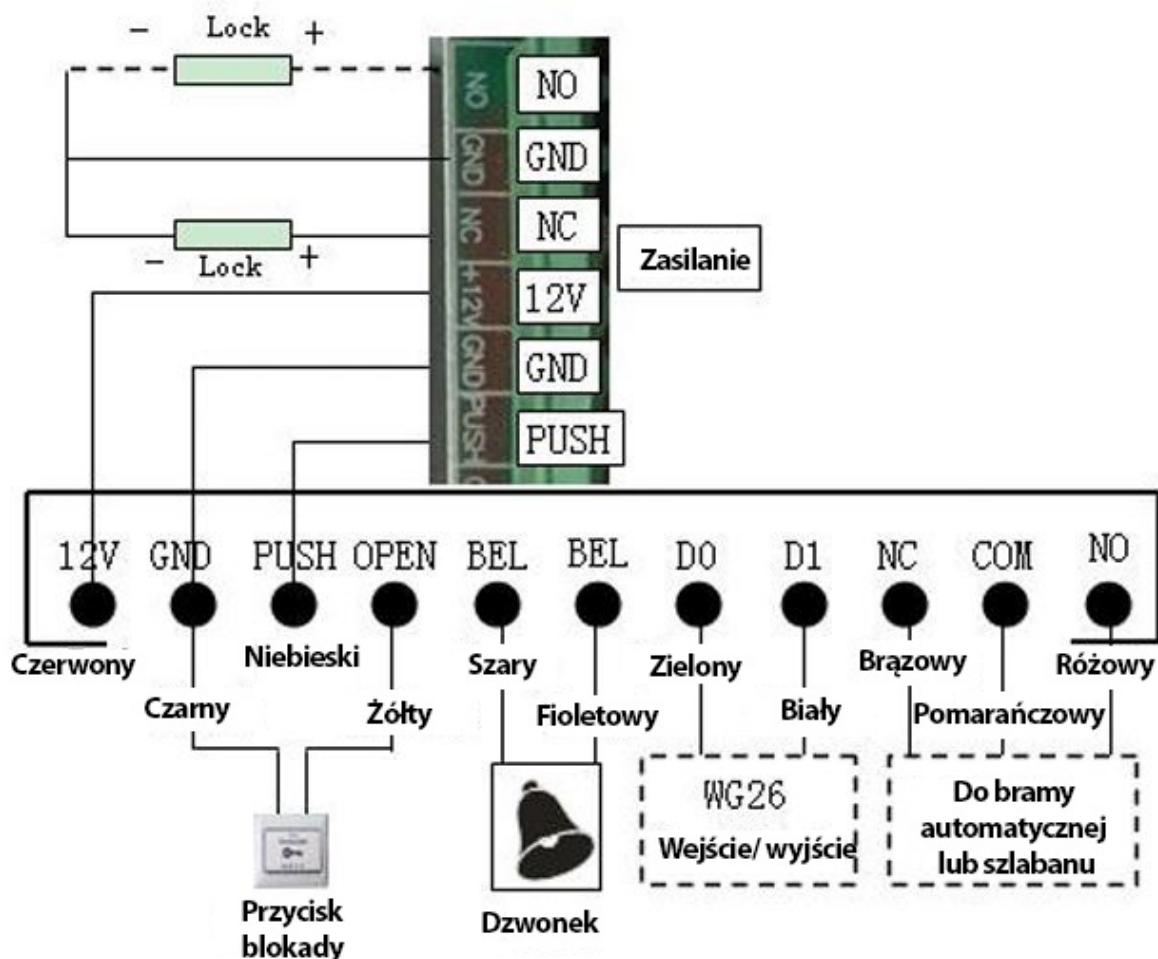 - Lock +
NO NO
GND GND
NC NC
- Lock +
Zasilanie
+12V 12V
GND GND
PUSH PUSH
12V GND PUSH OPEN BEL BEL D0 D1 NC COM NO
Czerwony
Czarny
Niebieski
Żółty
Szary
Fioletowy
Zielony
Biały
Brązowy
Pomarańczowy
Różowy
Przycisk
blokady
Dzwonek
WG26
Wejście/ wyjście
Do bramy
automatycznej
lub szlabanu